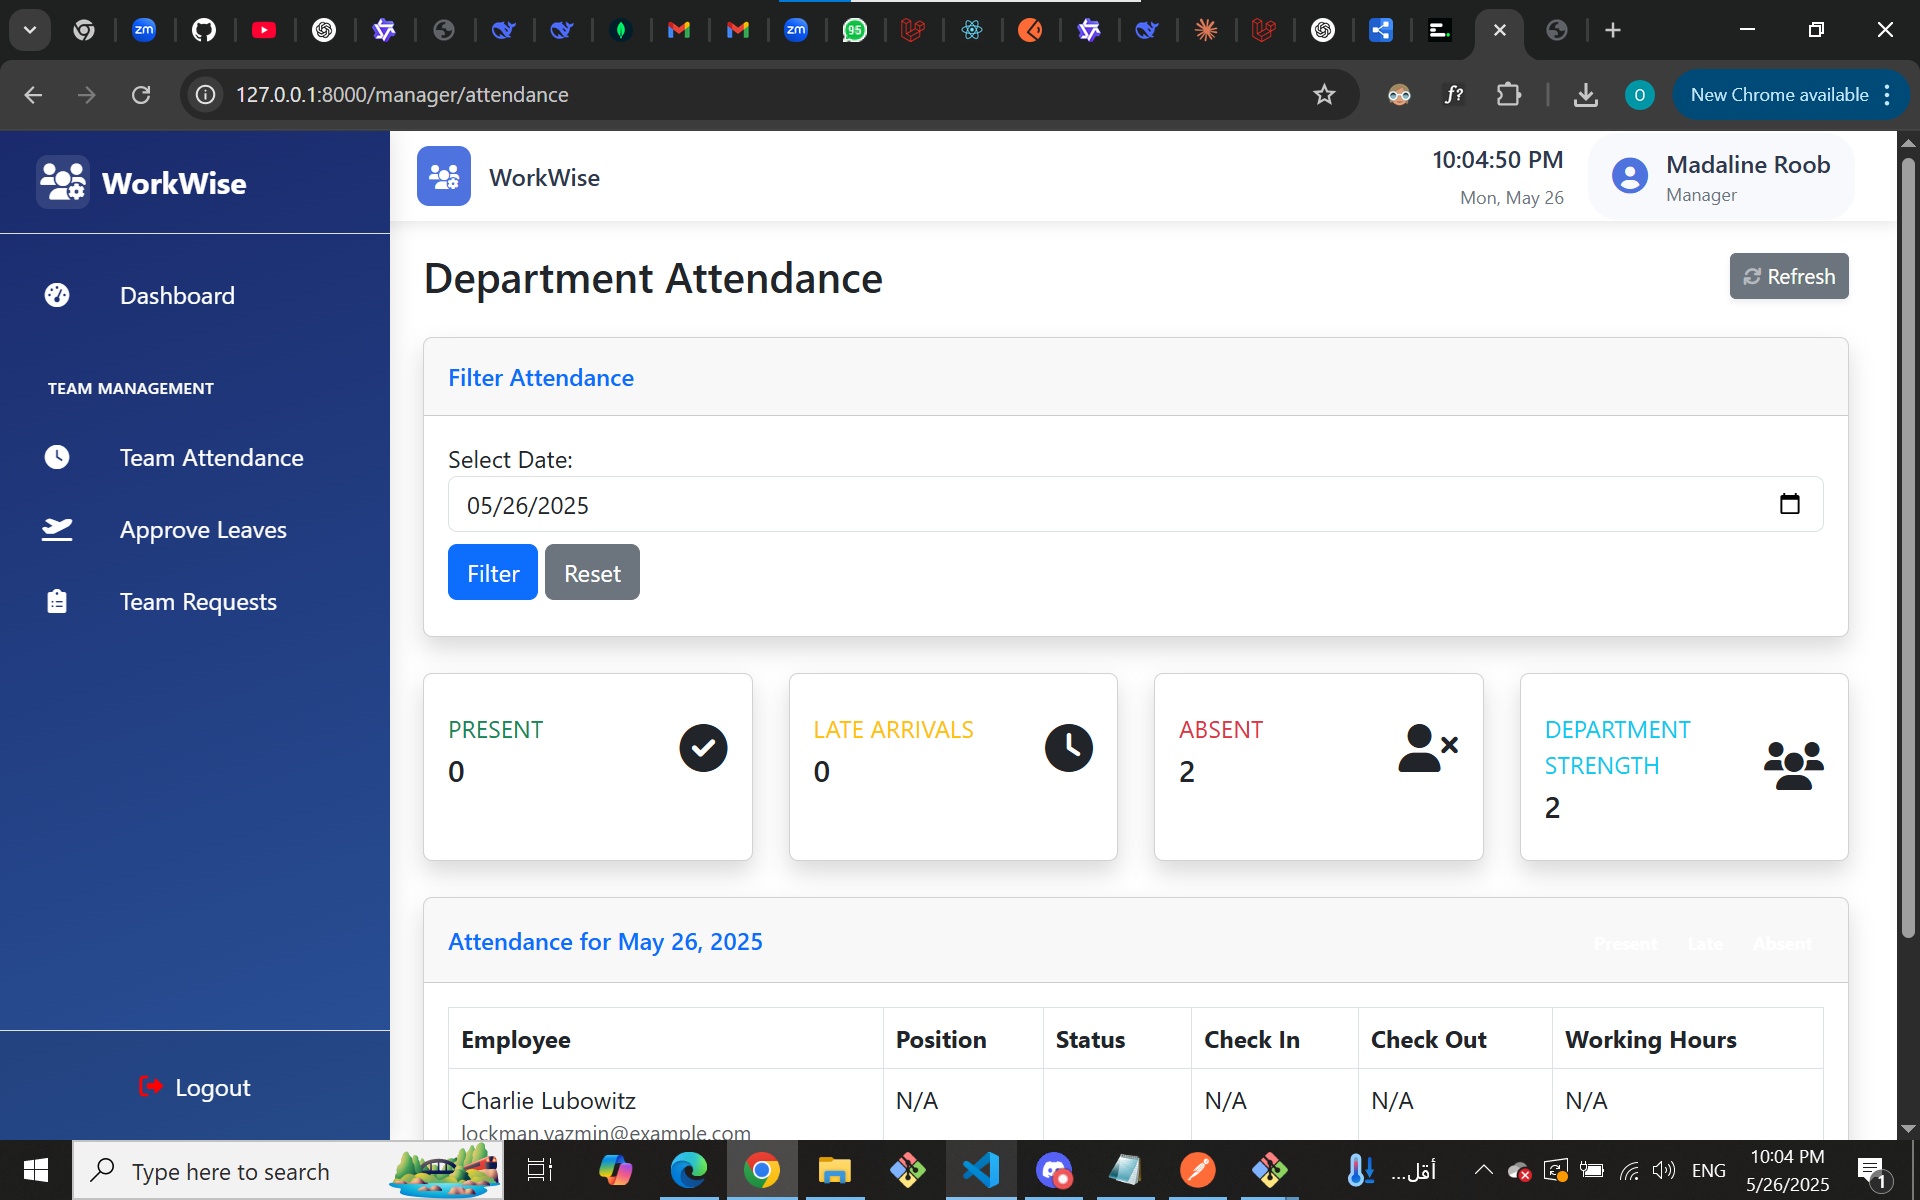 zm
zm
95
127.0.0.1:8000/manager/attendance
f?
O
New Chrome available
WorkWise
WorkWise
10:04:50 PM
Mon, May 26
Madaline Roob
Manager
Dashboard
TEAM MANAGEMENT
Team Attendance
Approve Leaves
Team Requests
Logout
Department Attendance
Refresh
Filter Attendance
Select Date:
05/26/2025
Filter
Reset
PRESENT
0
LATE ARRIVALS
0
ABSENT
2
DEPARTMENT
STRENGTH
2
Attendance for May 26, 2025
Present
Late
Absent
Employee
Position
Status
Check In
Check Out
Working Hours
Charlie Lubowitz
N/A
N/A
N/A
N/A
lockman.yazmin@example.com
Type here to search
أقل...
ENG
10:04 PM
5/26/2025
1